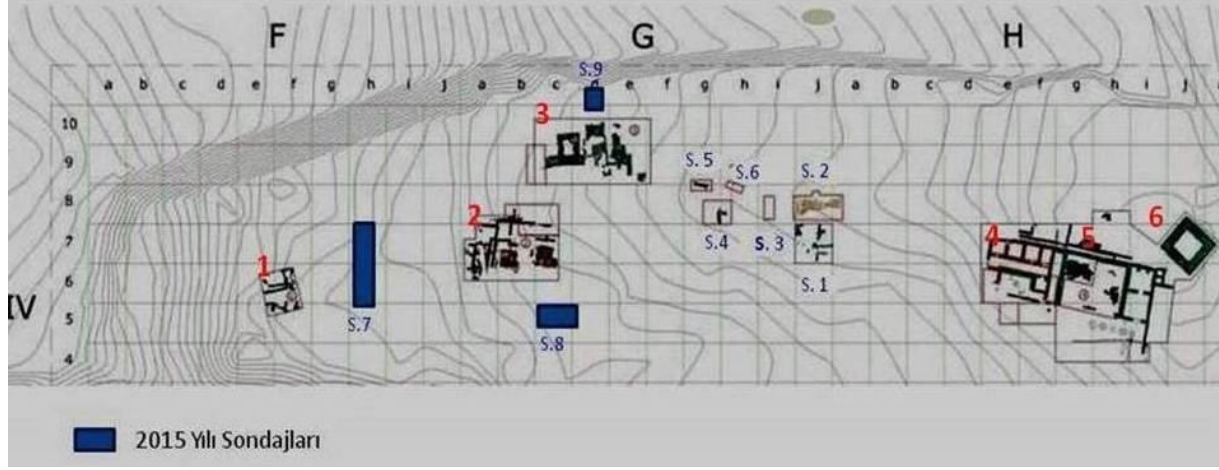 F G H
S.9
a b c d e f g h i j a b c d e f g h i j a b c d e f g h i j
3
10
9
S. 5 S.6 S. 2
8
2 6
7
S.4 S. 3 4 5
1
6 S. 1
IV
5
S.7 S.8
4
2015 Yılı Sondajları